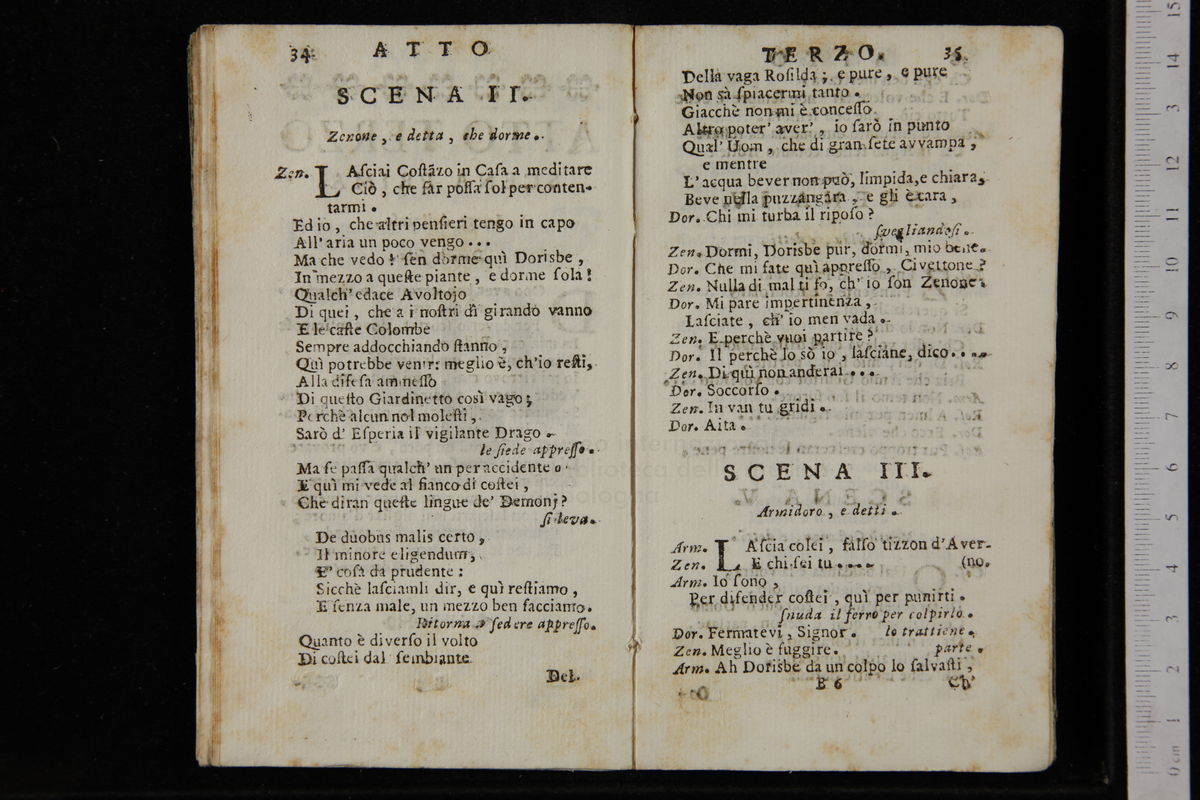 34 ATTO
SCENA II.
Zenone, e detta, che dorme.
Zen. LAſciai Coſtãzo in Caſa a meditare
Ciò, che far poſſa ſol per conten-
tarmi.
Ed io, che altri penſieri tengo in capo
All' aria un poco vengo...
Ma che vedo! ſen dorme quì Dorisbe,
In mezzo a queſte piante, e dorme ſola!
Qualch' edace Avoltojo
Di quei, che a i noſtri dì girando vanno
E le caſte Colombe
Sempre addocchiando ſtanno,
Quì potrebbe venir: meglio è, ch'io reſti,
Alla difeſa ammeſſo
Di queſto Giardinetto così vago;
Perchè alcun nol moleſti,
Sarò d' Eſperia il vigilante Drago.
le ſiede appreſſo.
Ma ſe paſſa qualch' un per accidente
E quì mi vede al fianco di coſtei,
Che diran queſte lingue de' Demonj?
ſi leva.
De duobus malis certo,
Il minore eligendum,
E' coſa da prudente:
Sicchè laſciamli dir, e quì reſtiamo,
E ſenza male, un mezzo ben facciamo.
Ritorna a ſedere appreſſo.
Quanto è diverſo il volto
Di coſtei dal ſembiante
Del-
TERZO. 35
Della vaga Roſilda; e pure, e pure
Non sà ſpiacermi tanto.
Giacchè non mi è conceſſo
Altro poter' aver', io ſarò in punto
Qual' Uom, che di gran ſete avvampa,
e mentre
L' acqua bever non può, limpida, e chiara,
Beve nella puzzangara, e gli è cara,
Dor. Chi mi turba il ripoſo?
ſvegliandoſi.
Zen. Dormi, Dorisbe pur, dormi, mio bene.
Dor. Che mi fate quì appreſſo, Civettone?
Zen. Nulla di mal ti fo, ch' io ſon Zenone.
Dor. Mi pare impertinenza,
Laſciate, ch' io men vada.
Zen. E perchè vuoi partire?
Dor. Il perchè lo sò io, laſciane, dico....
Zen. Di quì non anderai...
Dor. Soccorſo.
Zen. In van tu gridi.
Dor. Aita.
SCENA III.
Armidoro, e detti.
Arm. LAſcia colei, falſo tizzon d'Aver-
Zen. E chi ſei tu.... (no.
Arm. Io ſono,
Per difender coſtei, quì per punirti.
ſnuda il ferro per colpirlo.
Dor. Fermatevi, Signor. lo trattiene.
Zen. Meglio è fuggire. parte.
Arm. Ah Dorisbe da un colpo lo ſalvaſti,
B 6 Ch'